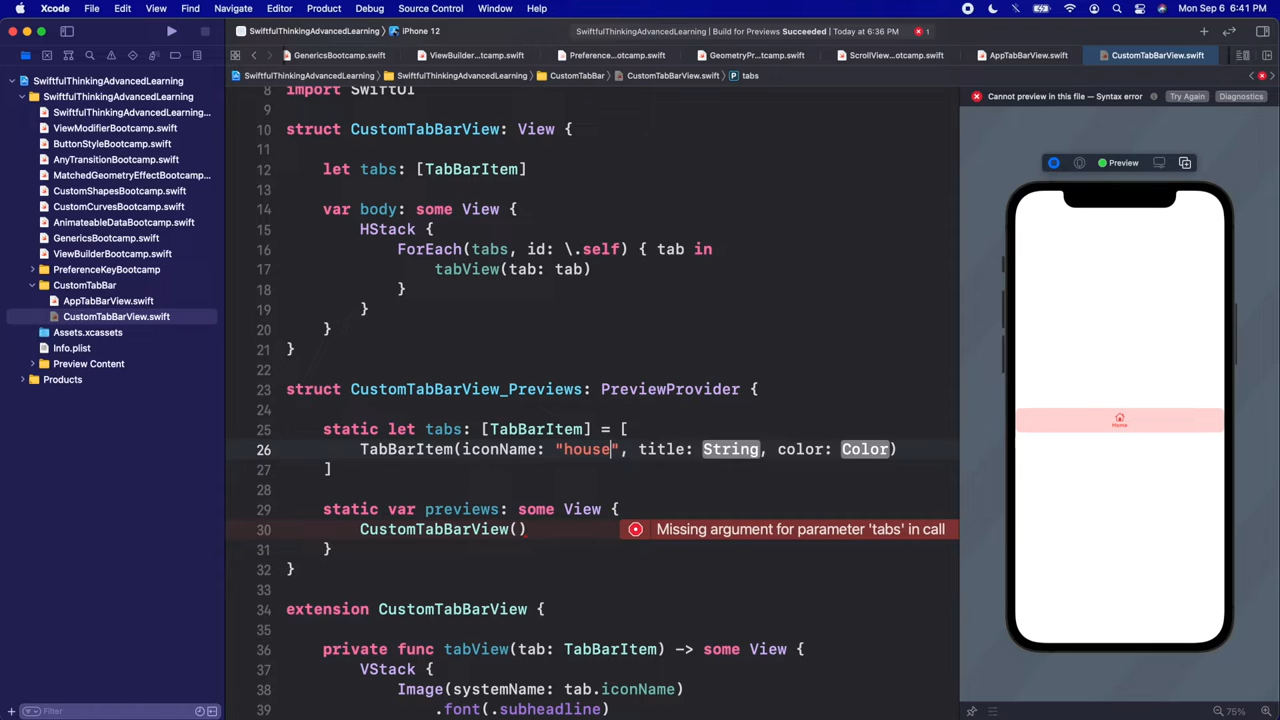 Xcode File Edit View Find Navigate Editor Product Debug Source Control Window Help Mon Sep 6 6:41 PM
SwiftfulThinkingAdvancedLearning iPhone 12 SwiftfulThinkingAdvancedLearning | Build for Previews Succeeded | Today at 6:36 PM 1
GenericsBootcamp.swift ViewBuilder...tcamp.swift Preference...otcamp.swift GeometryPr...camp.swift ScrollView...otcamp.swift AppTabBarView.swift CustomTabBarView.swift
SwiftfulThinkingAdvancedLearning SwiftfulThinkingAdvancedLearning CustomTabBar CustomTabBarView.swift P tabs
SwiftfulThinkingAdvancedLearning
SwiftfulThinkingAdvancedLearning
SwiftfulThinkingAdvancedLearning...
ViewModifierBootcamp.swift
ButtonStyleBootcamp.swift
AnyTransitionBootcamp.swift
MatchedGeometryEffectBootcamp...
CustomShapesBootcamp.swift
CustomCurvesBootcamp.swift
AnimateableDataBootcamp.swift
GenericsBootcamp.swift
ViewBuilderBootcamp.swift
PreferenceKeyBootcamp
CustomTabBar
AppTabBarView.swift
CustomTabBarView.swift
Assets.xcassets
Info.plist
Preview Content
Products
Filter
8 import SwiftUI
9
10 struct CustomTabBarView: View {
11
12 let tabs: [TabBarItem]
13
14 var body: some View {
15 HStack {
16 ForEach(tabs, id: \.self) { tab in
17 tabView(tab: tab)
18 }
19 }
20 }
21 }
22
23 struct CustomTabBarView_Previews: PreviewProvider {
24
25 static let tabs: [TabBarItem] = [
26 TabBarItem(iconName: "house", title: String, color: Color)
27 ]
28
29 static var previews: some View {
30 CustomTabBarView() Missing argument for parameter 'tabs' in call
31 }
32 }
33
34 extension CustomTabBarView {
35
36 private func tabView(tab: TabBarItem) -> some View {
37 VStack {
38 Image(systemName: tab.iconName)
39 .font(.subheadline)
Cannot preview in this file — Syntax error Try Again Diagnostics
Preview
Home
75%